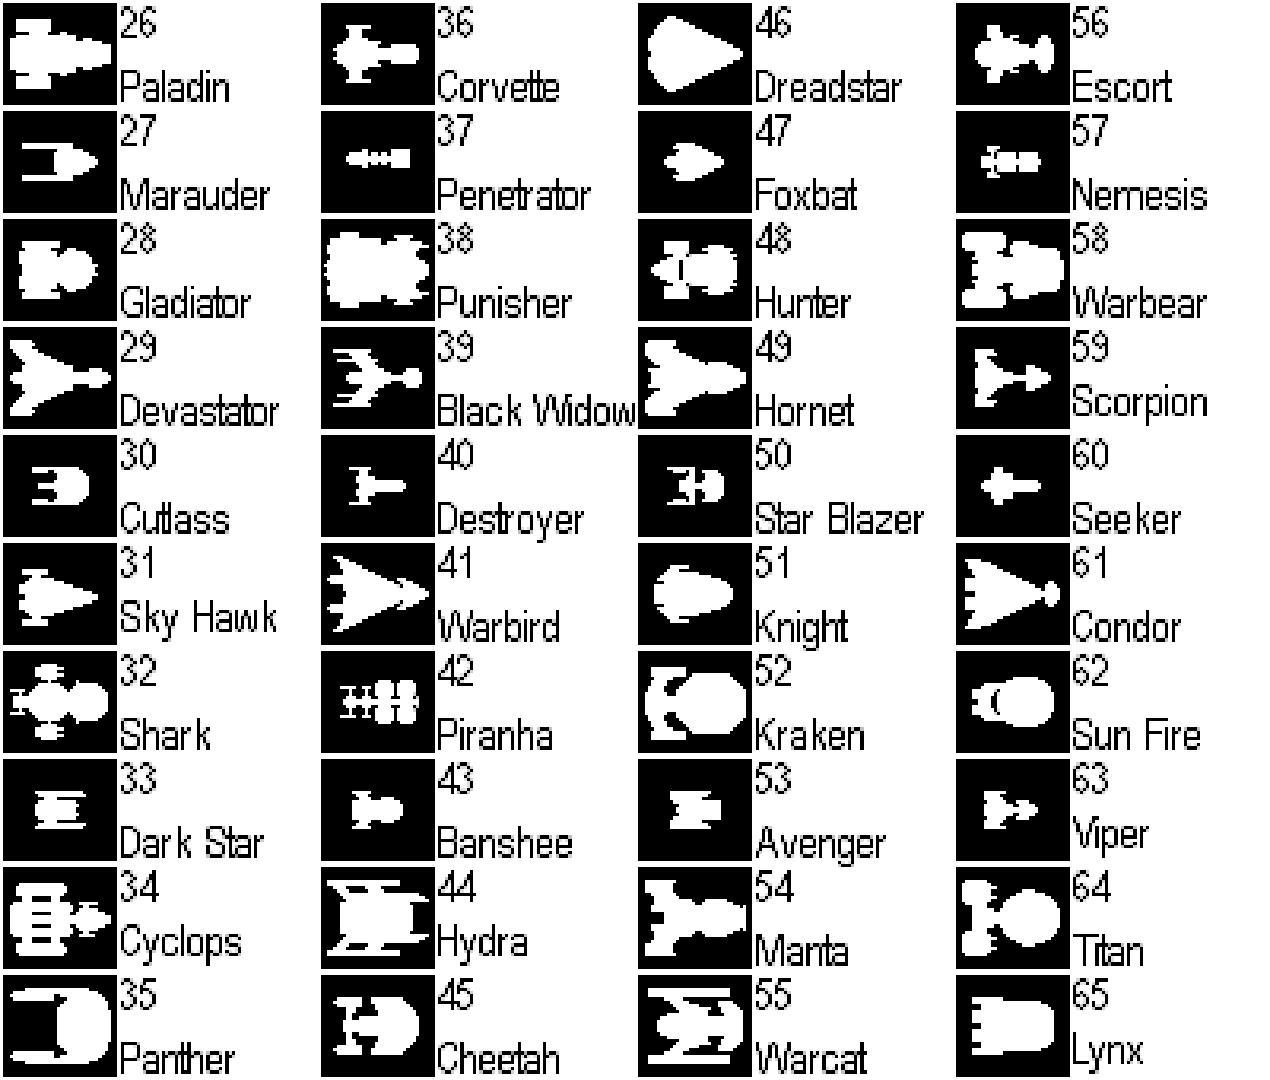 26 Paladin
36 Corvette
46 Dreadstar
56 Escort
27 Marauder
37 Penetrator
47 Foxbat
57 Nemesis
28 Gladiator
38 Punisher
48 Hunter
58 Warbear
29 Devastator
39 Black Widow
49 Hornet
59 Scorpion
30 Cutlass
40 Destroyer
50 Star Blazer
60 Seeker
31 Sky Hawk
41 Warbird
51 Knight
61 Condor
32 Shark
42 Piranha
52 Kraken
62 Sun Fire
33 Dark Star
43 Banshee
53 Avenger
63 Viper
34 Cyclops
44 Hydra
54 Manta
64 Titan
35 Panther
45 Cheetah
55 Warcat
65 Lynx